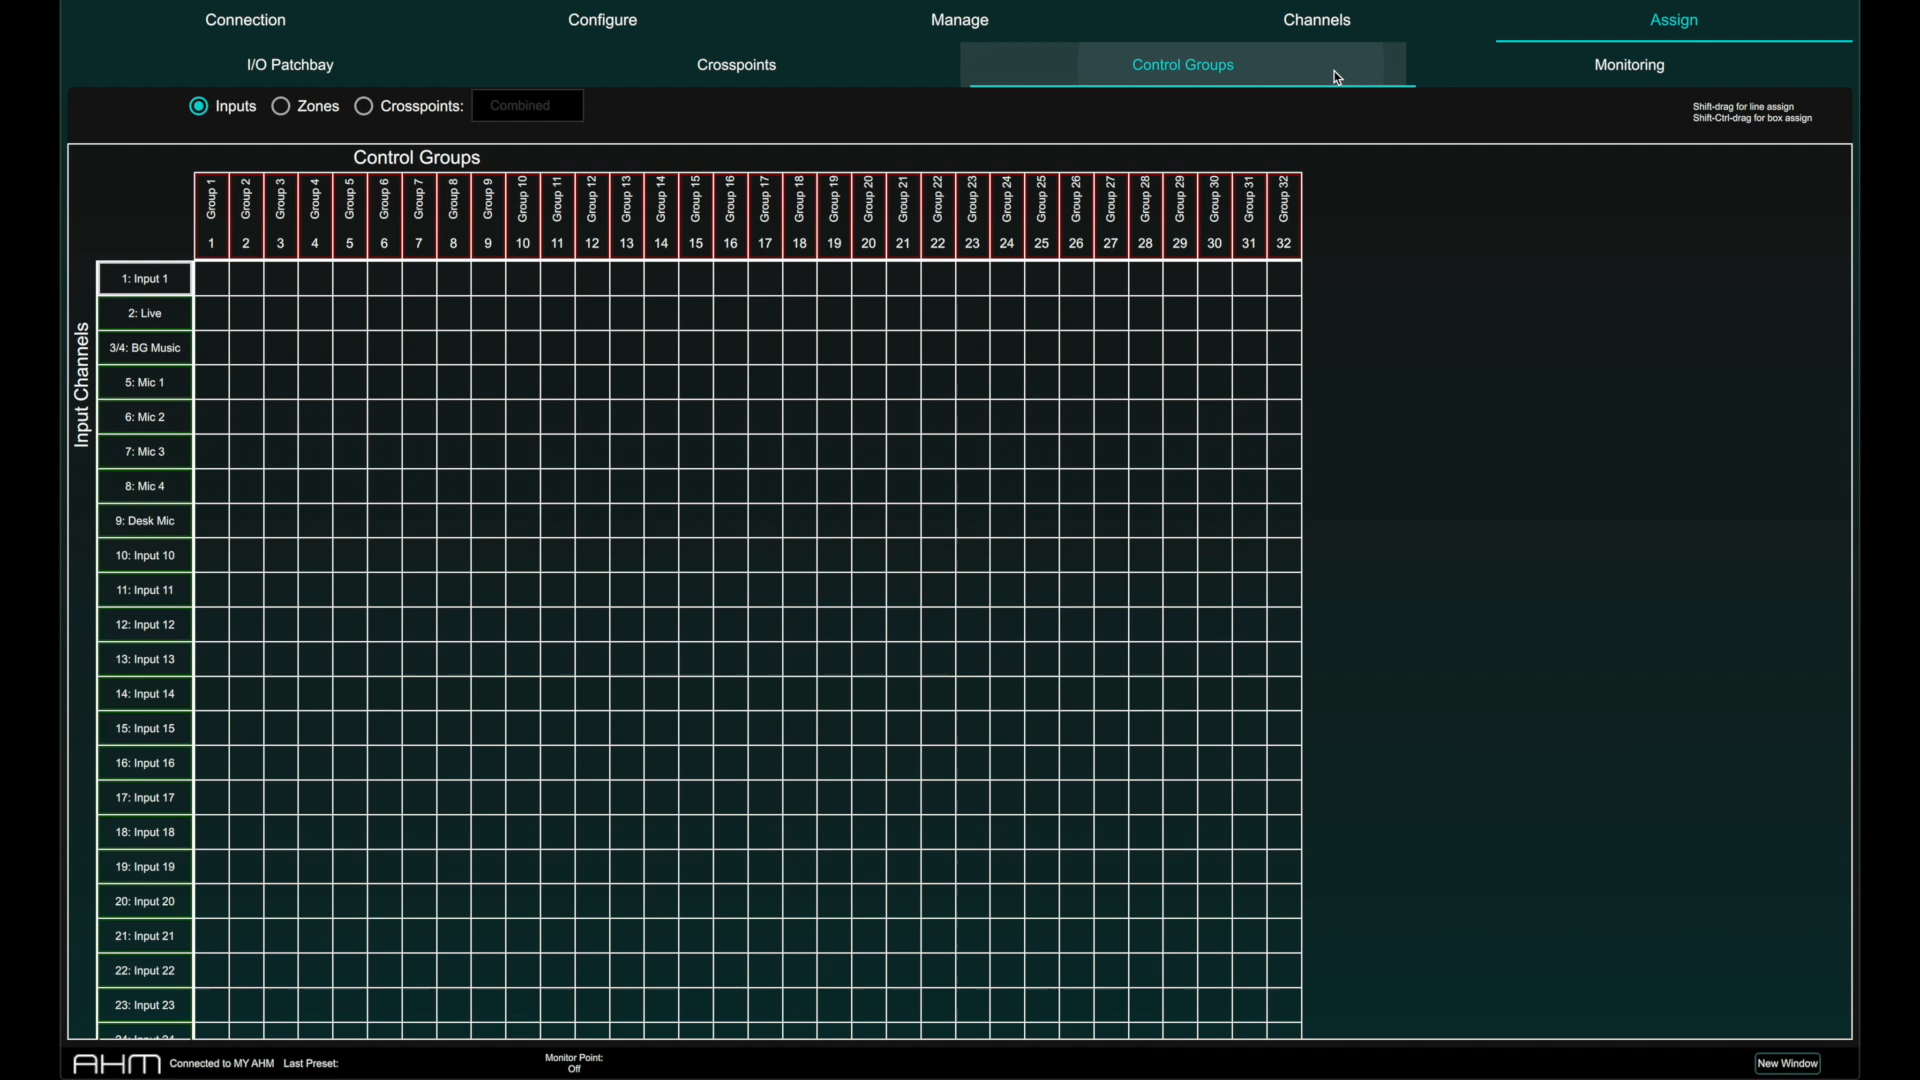 Connection Configure Manage Channels Assign
I/O Patchbay Crosspoints Control Groups Monitoring
Inputs Zones Crosspoints: Combined
Shift-drag for line assign
Shift-Ctrl-drag for box assign
Control Groups
Group 1 Group 2 Group 3 Group 4 Group 5 Group 6 Group 7 Group 8 Group 9 Group 10 Group 11 Group 12 Group 13 Group 14 Group 15 Group 16 Group 17 Group 18 Group 19 Group 20 Group 21 Group 22 Group 23 Group 24 Group 25 Group 26 Group 27 Group 28 Group 29 Group 30 Group 31 Group 32
1 2 3 4 5 6 7 8 9 10 11 12 13 14 15 16 17 18 19 20 21 22 23 24 25 26 27 28 29 30 31 32
Input Channels
1: Input 1
2: Live
3/4: BG Music
5: Mic 1
6: Mic 2
7: Mic 3
8: Mic 4
9: Desk Mic
10: Input 10
11: Input 11
12: Input 12
13: Input 13
14: Input 14
15: Input 15
16: Input 16
17: Input 17
18: Input 18
19: Input 19
20: Input 20
21: Input 21
22: Input 22
23: Input 23
AHM Connected to MY AHM Last Preset:
Monitor Point:
Off
New Window